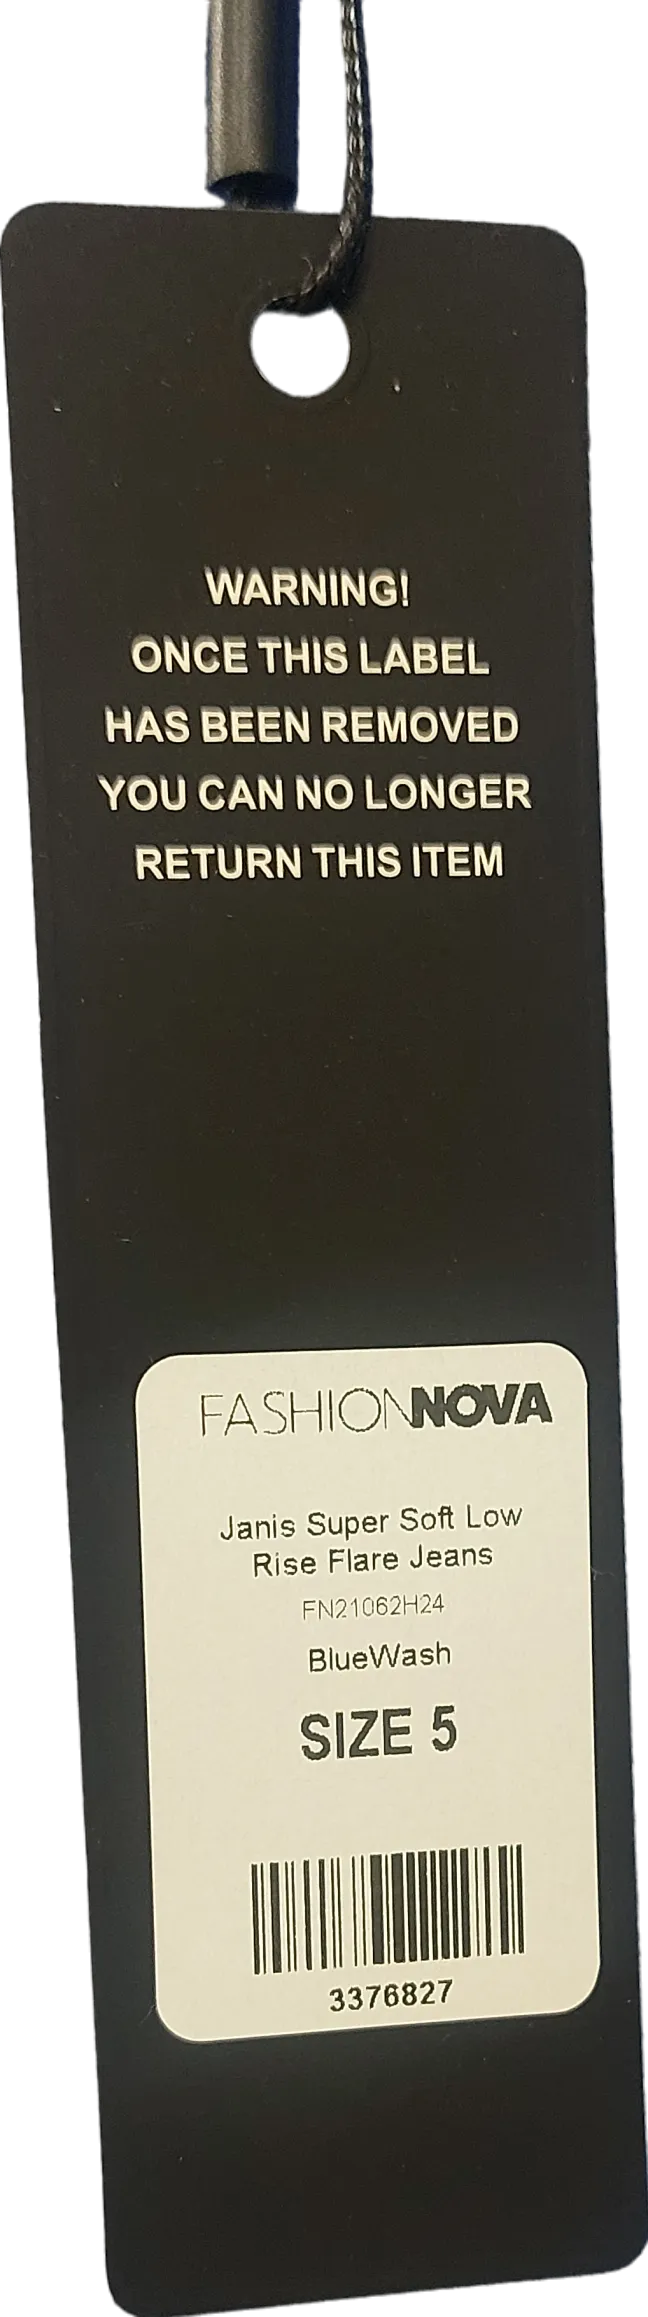 WARNING!
ONCE THIS LABEL
HAS BEEN REMOVED
YOU CAN NO LONGER
RETURN THIS ITEM
FASHIONNOVA
Janis Super Soft Low
Rise Flare Jeans
FN21062H24
BlueWash
SIZE 5
3376827